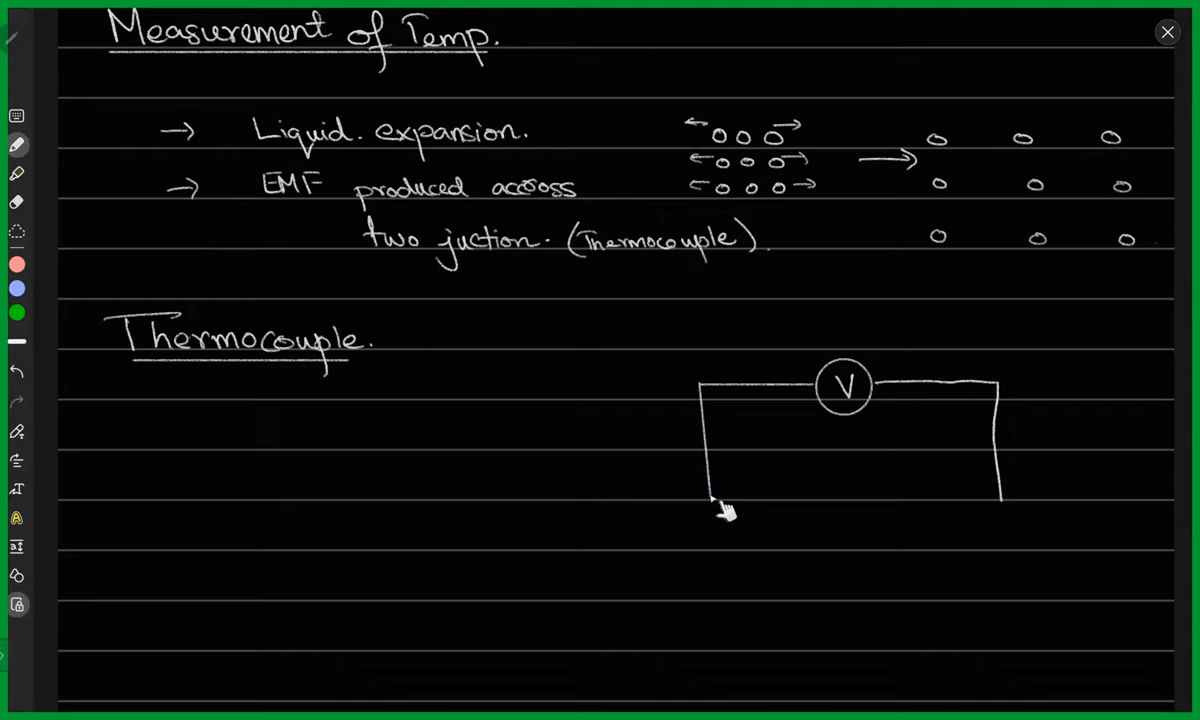 Measurement of Temp.
→ Liquid. expansion.
→ EMF produced accross
two juction. (Thermocouple).
Thermocouple.
V